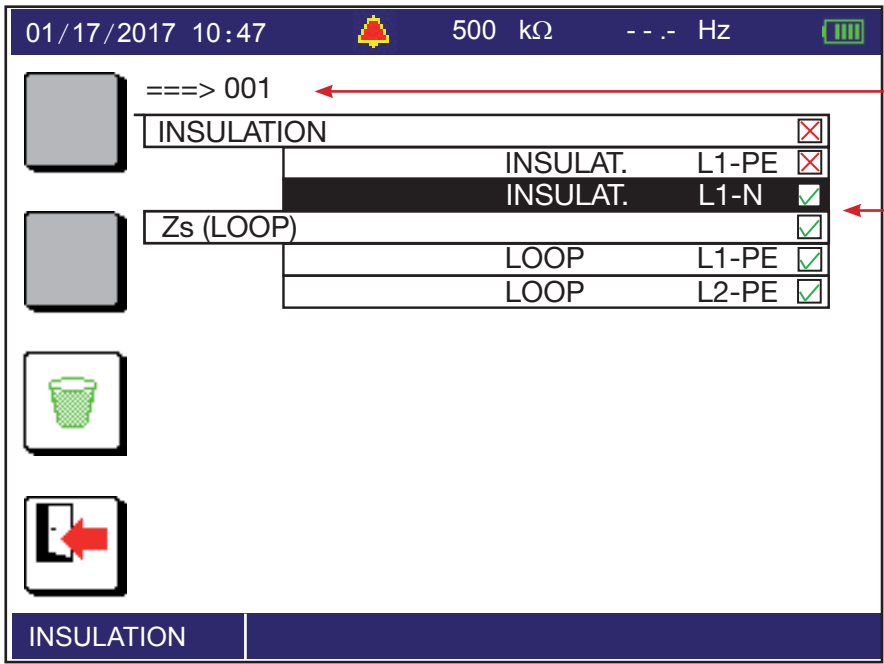 01/17/2017 10:47 500 kΩ - - .- Hz
===> 001
INSULATION
INSULAT. L1-PE
INSULAT. L1-N
Zs (LOOP)
LOOP L1-PE
LOOP L2-PE
INSULATION